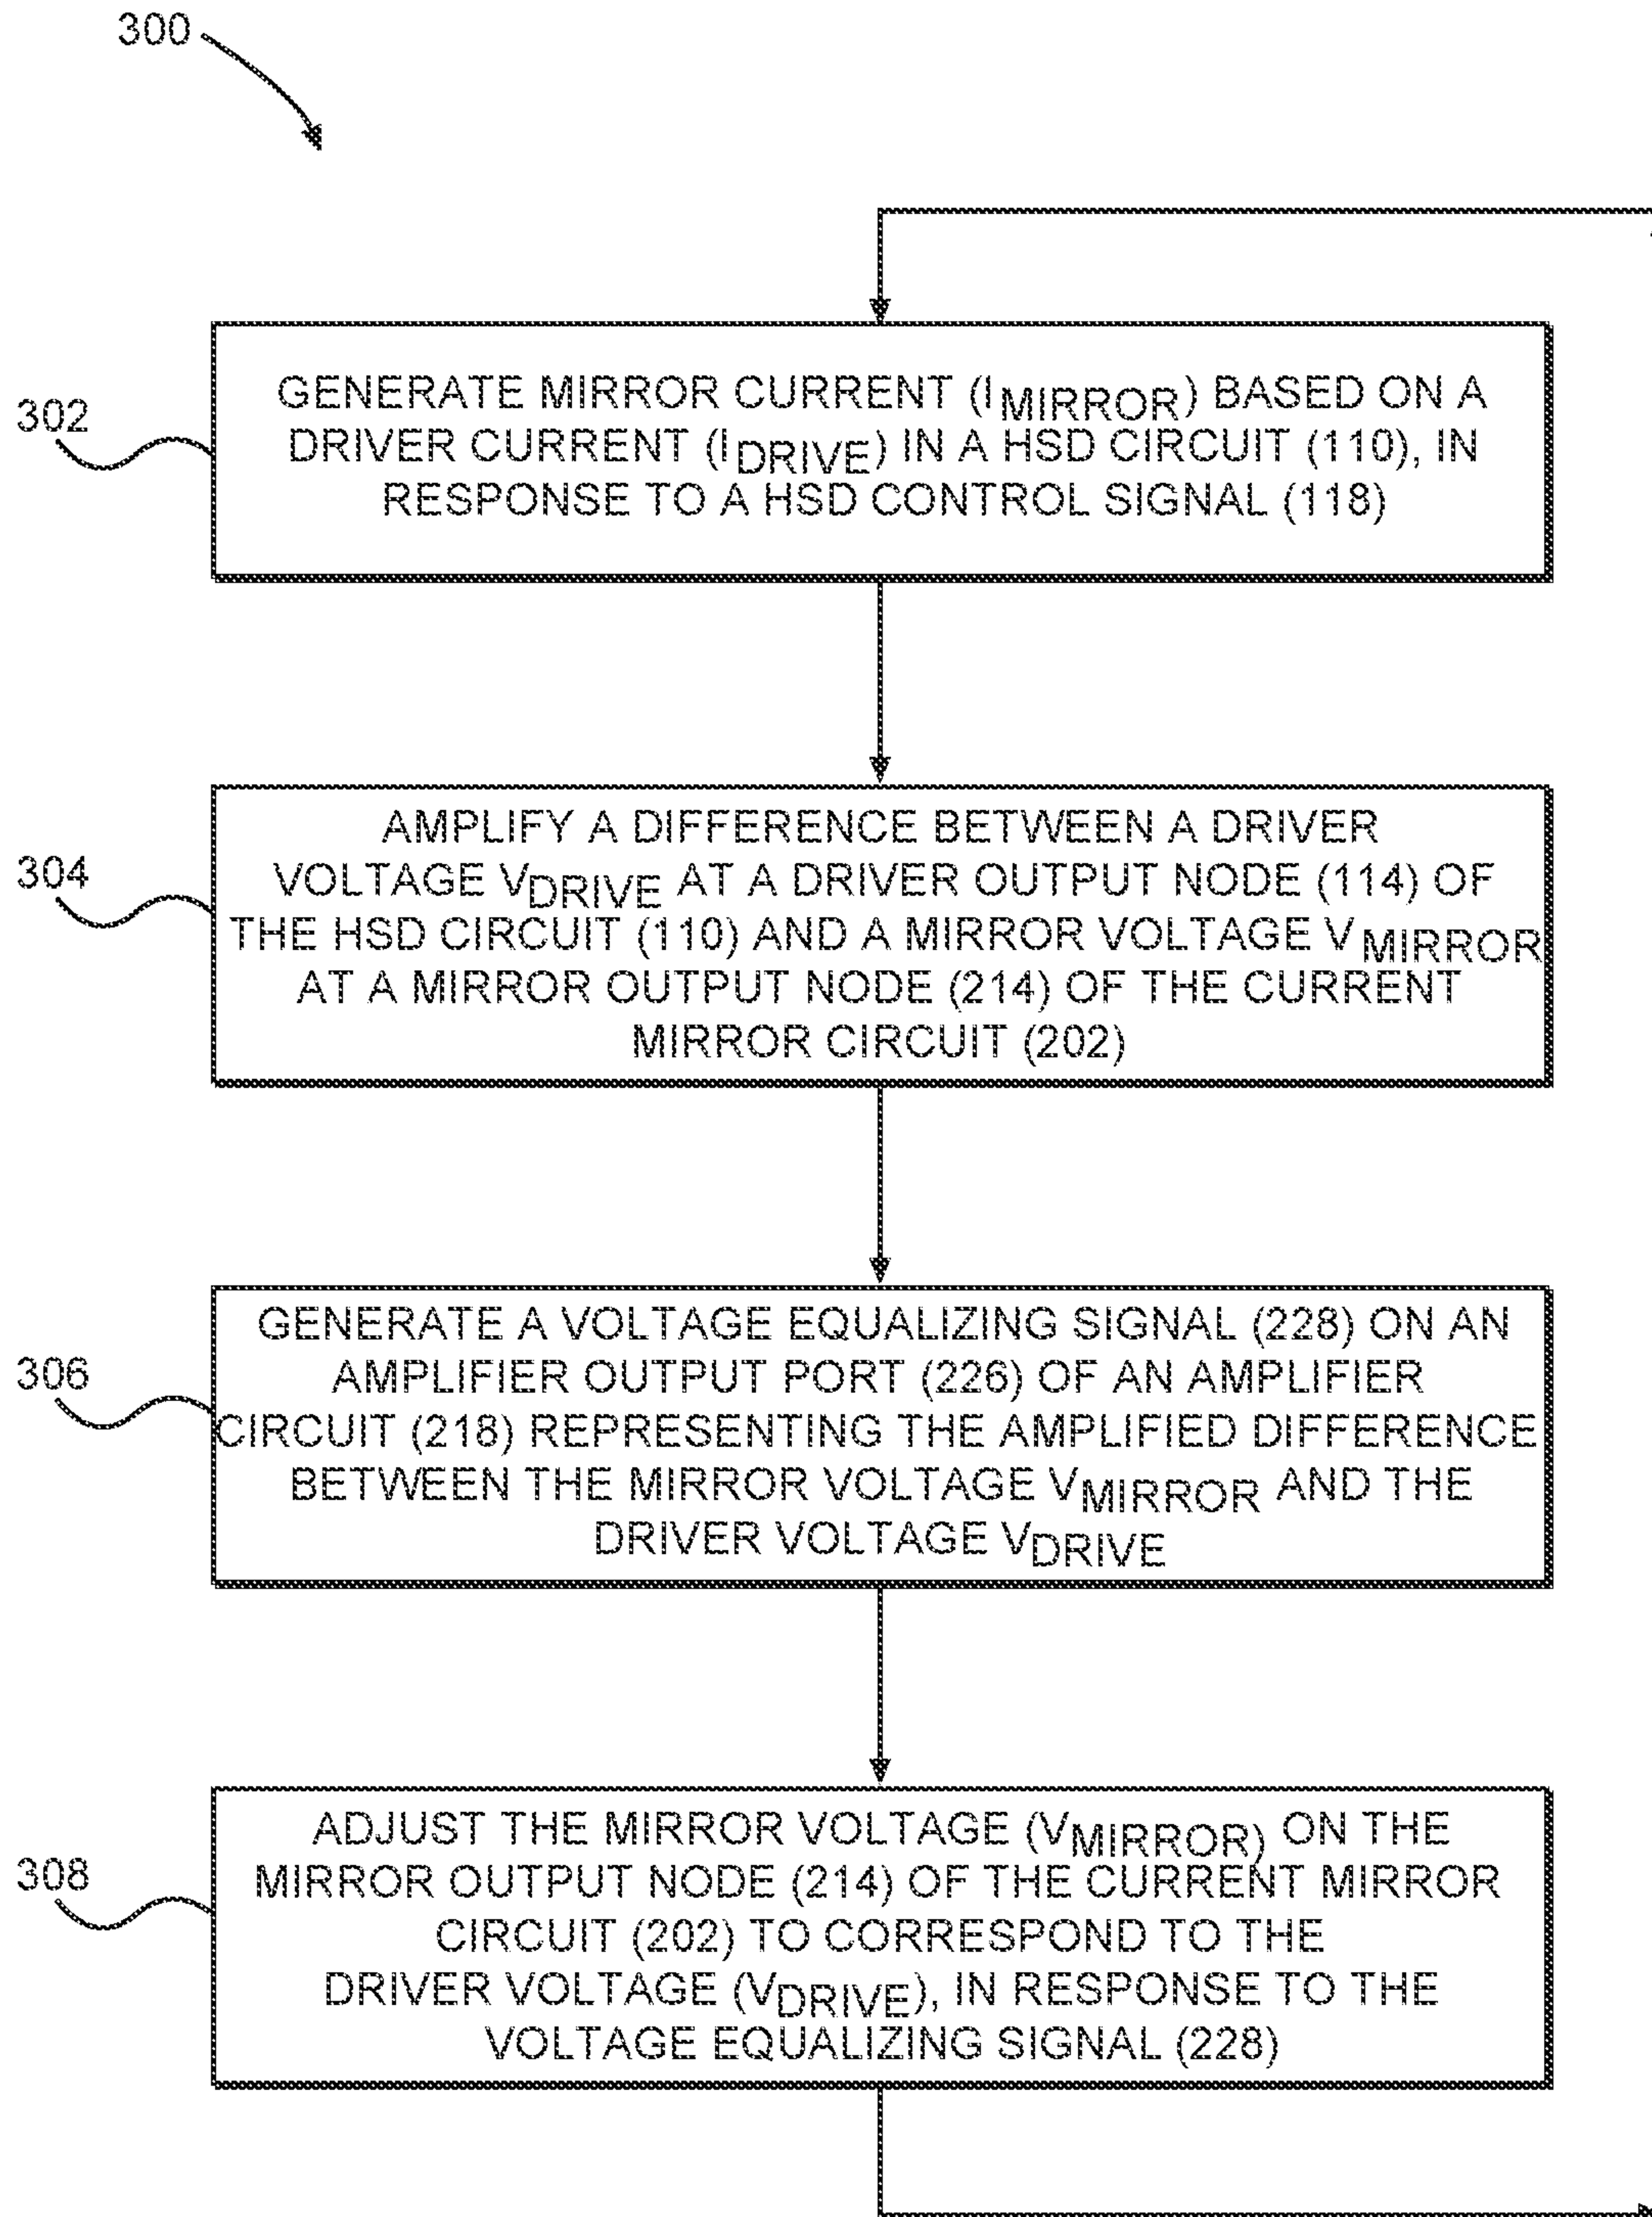 300
302
GENERATE MIRROR CURRENT (IMIRROR) BASED ON A
DRIVER CURRENT (IDRIVE) IN A HSD CIRCUIT (110), IN
RESPONSE TO A HSD CONTROL SIGNAL (118)
304
AMPLIFY A DIFFERENCE BETWEEN A DRIVER
VOLTAGE VDRIVE AT A DRIVER OUTPUT NODE (114) OF
THE HSD CIRCUIT (110) AND A MIRROR VOLTAGE VMIRROR
AT A MIRROR OUTPUT NODE (214) OF THE CURRENT
MIRROR CIRCUIT (202)
306
GENERATE A VOLTAGE EQUALIZING SIGNAL (228) ON AN
AMPLIFIER OUTPUT PORT (226) OF AN AMPLIFIER
CIRCUIT (218) REPRESENTING THE AMPLIFIED DIFFERENCE
BETWEEN THE MIRROR VOLTAGE VMIRROR AND THE
DRIVER VOLTAGE VDRIVE
308
ADJUST THE MIRROR VOLTAGE (VMIRROR) ON THE
MIRROR OUTPUT NODE (214) OF THE CURRENT MIRROR
CIRCUIT (202) TO CORRESPOND TO THE
DRIVER VOLTAGE (VDRIVE), IN RESPONSE TO THE
VOLTAGE EQUALIZING SIGNAL (228)